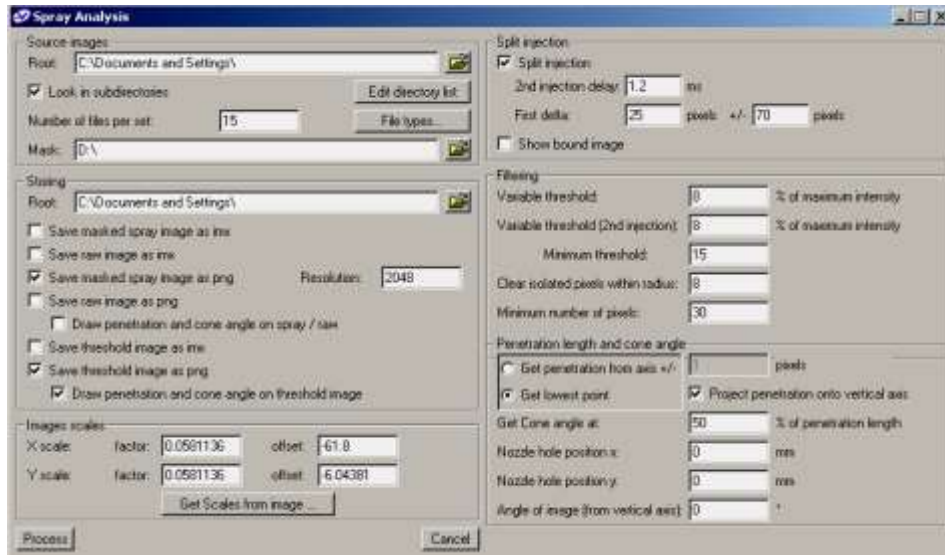 Spray Analysis
Source images
Root: C:\Documents and Settings\
Look in subdirectories
Edit directory list
Number of files per set: 15
File types...
Mask: D:\
Storing
Root: C:\Documents and Settings\
Save masked spray image as imx
Save raw image as imx
Save masked spray image as png
Resolution: 2048
Save raw image as png
Draw penetration and cone angle on spray / raw
Save threshold image as imx
Save threshold image as png
Draw penetration and cone angle on threshold image
Images scales
X scale: factor: 0.0581136 offset: -61.8
Y scale: factor: 0.0581136 offset: -6.04381
Get Scales from image ...
Process
Cancel
Split injection
Split injection
2nd injection delay: 1.2 ms
First delta: 25 pixels +/- 70 pixels
Show bound image
Filtering
Variable threshold: 8 % of maximum intensity
Variable threshold (2nd injection): 8 % of maximum intensity
Minimum threshold: 15
Clear isolated pixels within radius: 8
Minimum number of pixels: 30
Penetration length and cone angle
Get penetration from axis +/- 1 pixels
Get lowest point
Project penetration onto vertical axis
Get Cone angle at: 50 % of penetration length
Nozzle hole position x: 0 mm
Nozzle hole position y: 0 mm
Angle of image (from vertical axis): 0 °